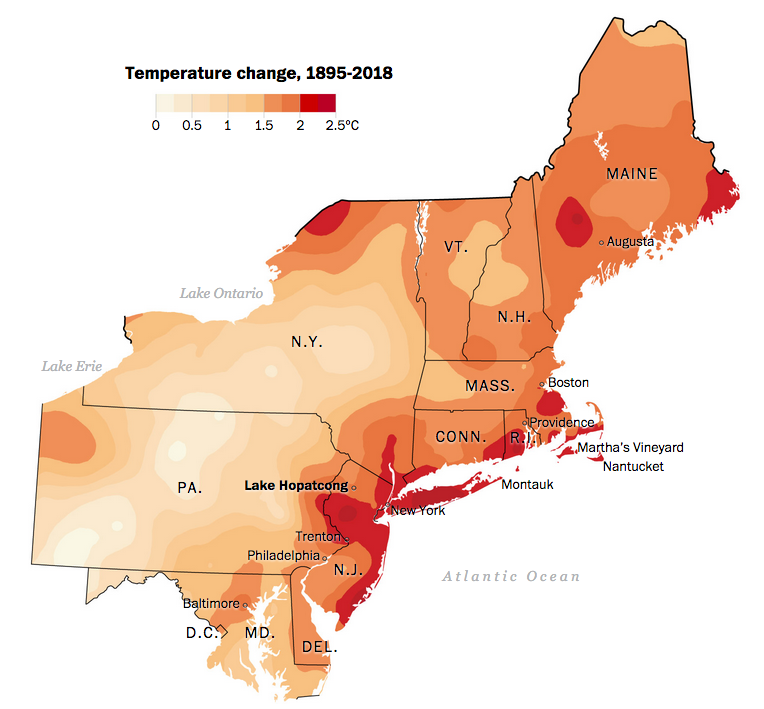 Temperature change, 1895-2018
0 0.5 1 1.5 2 2.5°C
MAINE
Augusta
VT.
Lake Ontario
N.H.
N.Y.
Lake Erie
MASS.
Boston
Providence
CONN.
R.I.
Martha's Vineyard
Nantucket
PA.
Lake Hopatcong
Montauk
New York
Trenton
Philadelphia
N.J.
Atlantic Ocean
Baltimore
D.C.
MD.
DEL.